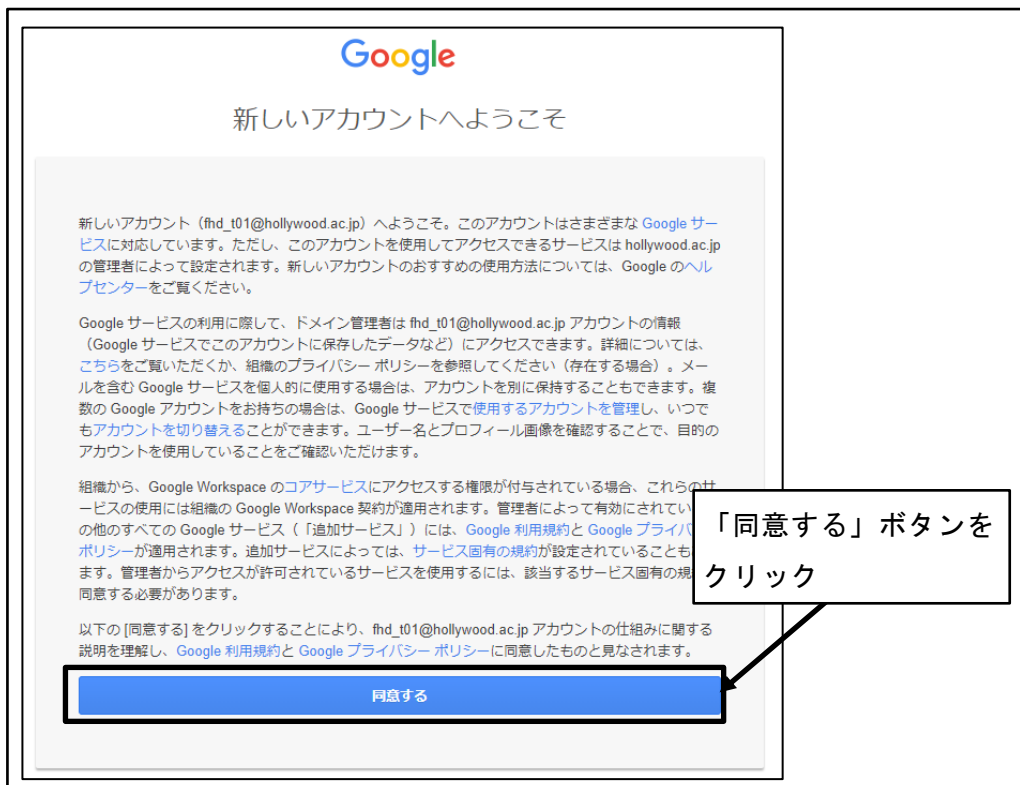 Google
新しいアカウントへようこそ
新しいアカウント（fhd_t01@hollywood.ac.jp）へようこそ。このアカウントはさまざまな Google サー
ビスに対応しています。ただし、このアカウントを使用してアクセスできるサービスは hollywood.ac.jp
の管理者によって設定されます。新しいアカウントのおすすめの使用方法については、Google のヘル
プセンターをご覧ください。
Google サービスの利用に際して、ドメイン管理者は fhd_t01@hollywood.ac.jp アカウントの情報
（Google サービスでこのアカウントに保存したデータなど）にアクセスできます。詳細については、
こちらをご覧いただくか、組織のプライバシー ポリシーを参照してください（存在する場合）。メー
ルを含む Google サービスを個人的に使用する場合は、アカウントを別に保持することもできます。複
数の Google アカウントをお持ちの場合は、Google サービスで使用するアカウントを管理し、いつで
もアカウントを切り替えることができます。ユーザー名とプロフィール画像を確認することで、目的の
アカウントを使用していることをご確認いただけます。
組織から、Google Workspace のコアサービスにアクセスする権限が付与されている場合、これらのサ
ービスの使用には組織の Google Workspace 契約が適用されます。管理者によって有効にされてい
の他のすべての Google サービス（「追加サービス」）には、Google 利用規約と Google プライバ
ポリシーが適用されます。追加サービスによっては、サービス固有の規約が設定されていることも
ます。管理者からアクセスが許可されているサービスを使用するには、該当するサービス固有の規
同意する必要があります。
「同意する」ボタンを
クリック
以下の [同意する] をクリックすることにより、fhd_t01@hollywood.ac.jp アカウントの仕組みに関する
説明を理解し、Google 利用規約と Google プライバシー ポリシーに同意したものと見なされます。
同意する